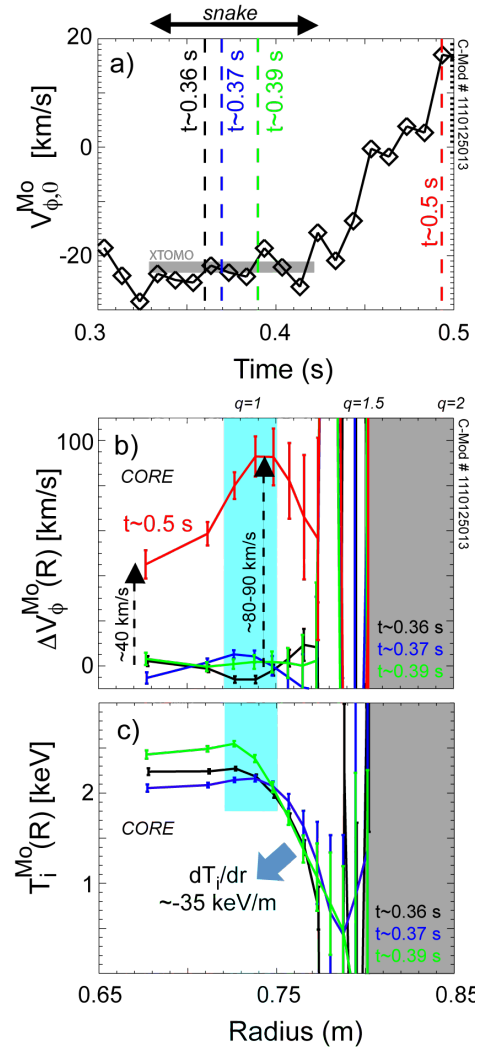 snake
20
0
-20
V^Mo_ϕ,0 [km/s]
a)
t~0.36 s
t~0.37 s
t~0.39 s
t~0.5 s
XTOMO
C-Mod # 1110125013
0.3
0.4
0.5
Time (s)
q=1
q=1.5
q=2
100
0
ΔV^Mo_ϕ(R) [km/s]
b)
CORE
t~0.5 s
~40 km/s
~80-90 km/s
t~0.36 s
t~0.37 s
t~0.39 s
C-Mod # 1110125013
2
1
T^Mo_i(R) [keV]
c)
CORE
dTi/dr
~-35 keV/m
t~0.36 s
t~0.37 s
t~0.39 s
0.65
0.75
0.85
Radius (m)